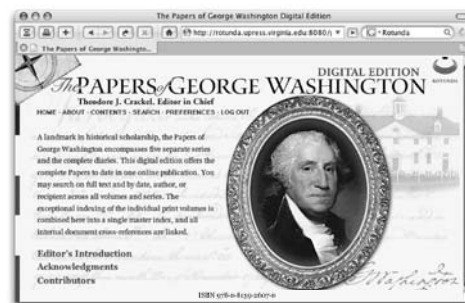 The Papers of George Washington Digital Edition
http://rotunda.upress.virginia.edu:8080/
Rotunda
The Papers of George Washingto...
DIGITAL EDITION
The PAPERS of GEORGE WASHINGTON
ROTUNDA
Theodore J. Crackel, Editor in Chief
HOME · ABOUT · CONTENTS · SEARCH · PREFERENCES · LOG OUT
A landmark in historical scholarship, the Papers of
George Washington encompasses five separate series
and the complete diaries. This digital edition offers the
complete Papers to date in one online publication. You
may search on full text and by date, author, or
recipient across all volumes and series. The
exceptional indexing of the individual print volumes is
combined here into a single master index, and all
internal document cross-references are linked.
Editor's Introduction
Acknowledgments
Contributors
GWashington
ISBN 978-0-8139-2607-0